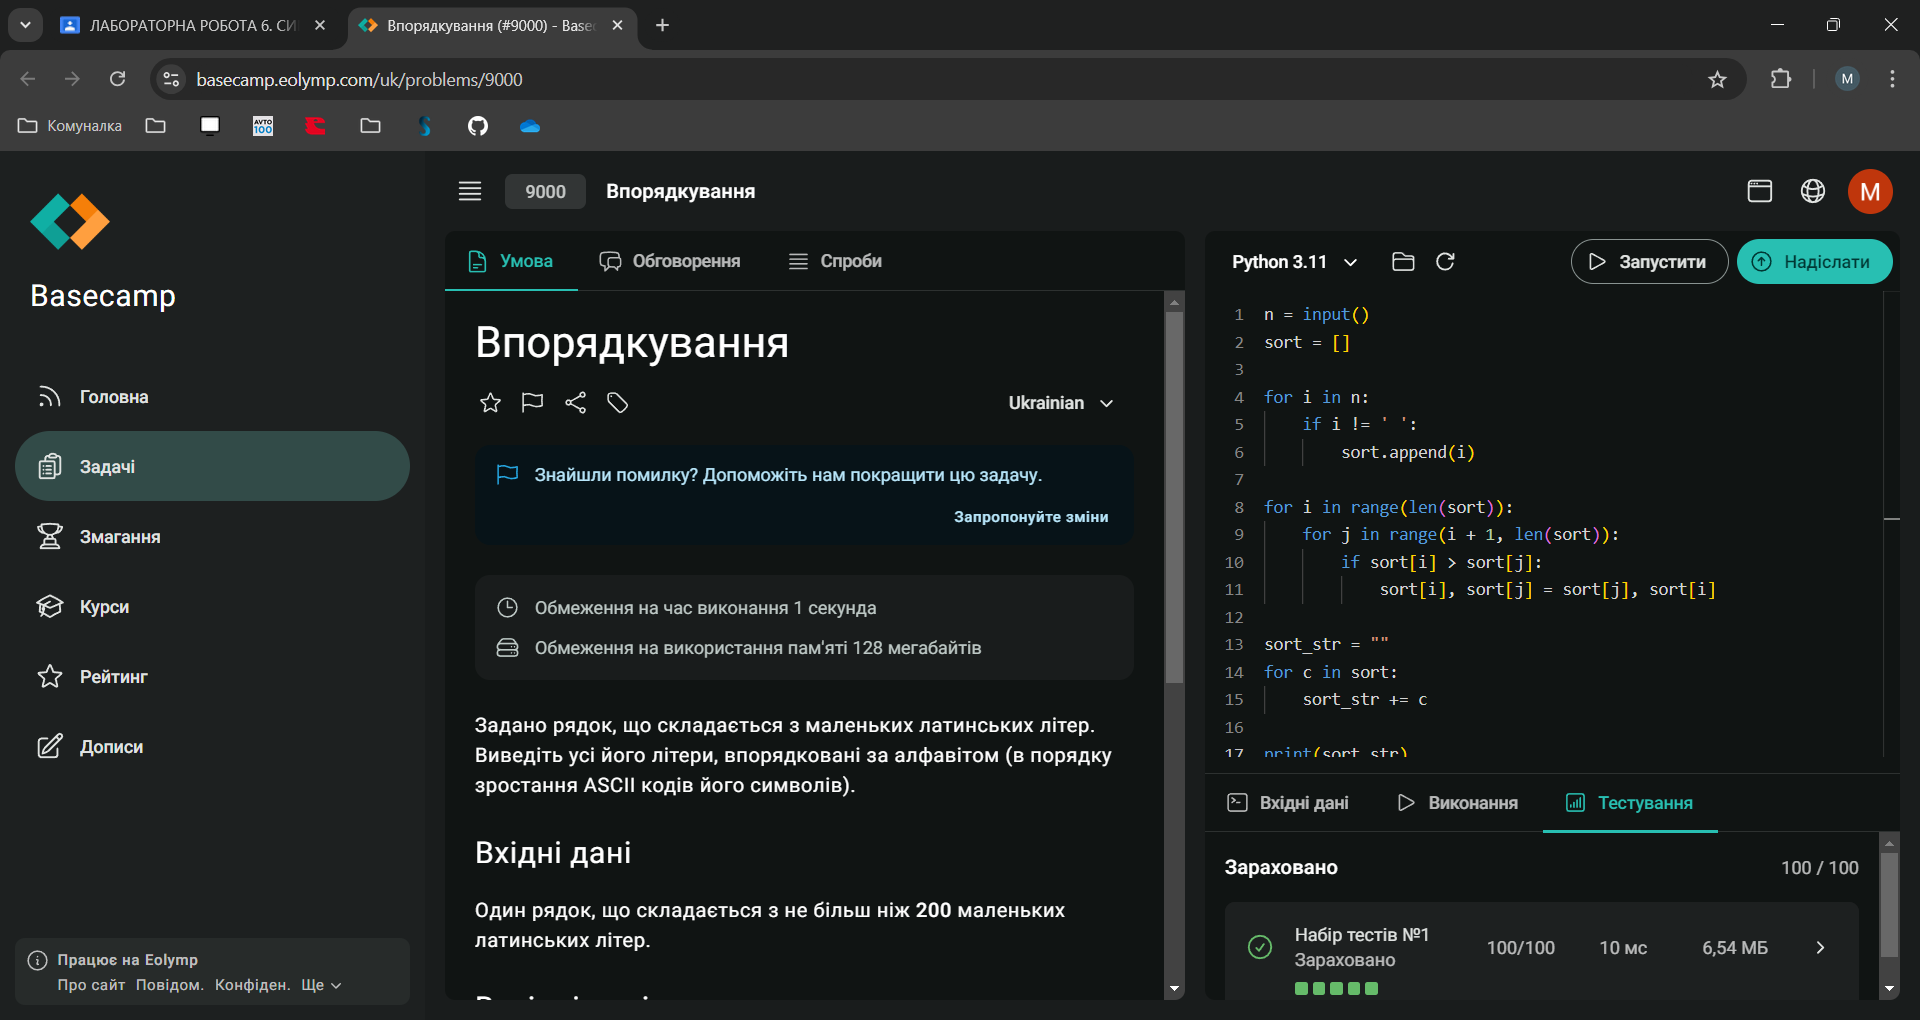 ЛАБОРАТОРНА РОБОТА 6. СИ
Впорядкування (#9000) - Base
basecamp.eolymp.com/uk/problems/9000
M
Комуналка
AVTO
100
Basecamp
Головна
Задачі
Змагання
Курси
Рейтинг
Дописи
Працює на Eolymp
Про сайт Повідом. Конфіден. Ще
9000 Впорядкування
M
Умова
Обговорення
Спроби
Впорядкування
Ukrainian
Знайшли помилку? Допоможіть нам покращити цю задачу.
Запропонуйте зміни
Обмеження на час виконання 1 секунда
Обмеження на використання пам'яті 128 мегабайтів
Задано рядок, що складається з маленьких латинських літер.
Виведіть усі його літери, впорядковані за алфавітом (в порядку
зростання ASCII кодів його символів).
Вхідні дані
Один рядок, що складається з не більш ніж 200 маленьких
латинських літер.
Python 3.11
Запустити
Надіслати
1 n = input()
2 sort = []
3
4 for i in n:
5 if i != ' ':
6 sort.append(i)
7
8 for i in range(len(sort)):
9 for j in range(i + 1, len(sort)):
10 if sort[i] > sort[j]:
11 sort[i], sort[j] = sort[j], sort[i]
12
13 sort_str = ""
14 for c in sort:
15 sort_str += c
16
17 print(sort_str)
Вхідні дані
Виконання
Тестування
Зараховано 100 / 100
Набір тестів №1
Зараховано
100/100 10 мс 6,54 МБ